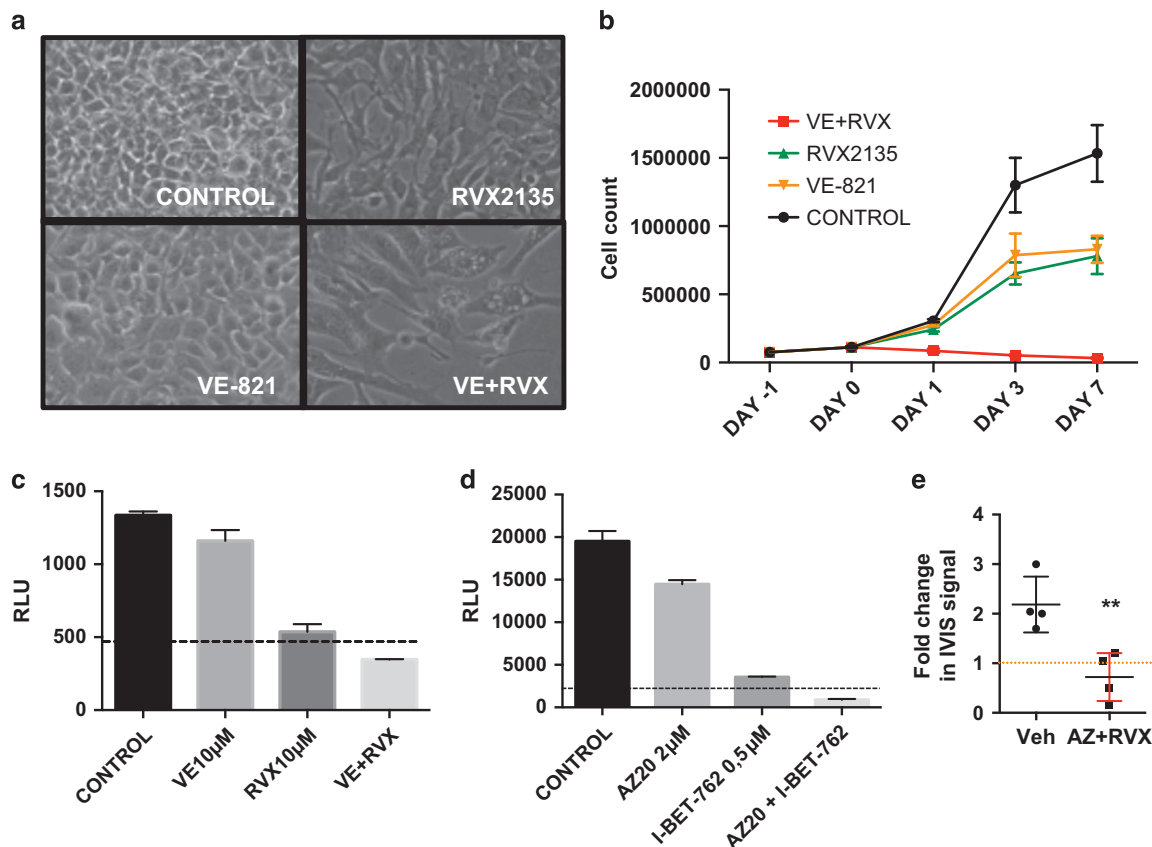 a
CONTROL
RVX2135
VE-821
VE+RVX
b
2000000
1500000
1000000
500000
0
Cell count
VE+RVX
RVX2135
VE-821
CONTROL
DAY -1
DAY 0
DAY 1
DAY 3
DAY 7
c
1500
1000
500
0
RLU
CONTROL
VE10µM
RVX10µM
VE+RVX
d
25000
20000
15000
10000
5000
0
RLU
CONTROL
AZ20 2µM
I-BET-762 0,5 µM
AZ20 + I-BET-762
e
4
3
2
1
0
Fold change
in IVIS signal
**
Veh
AZ+RVX